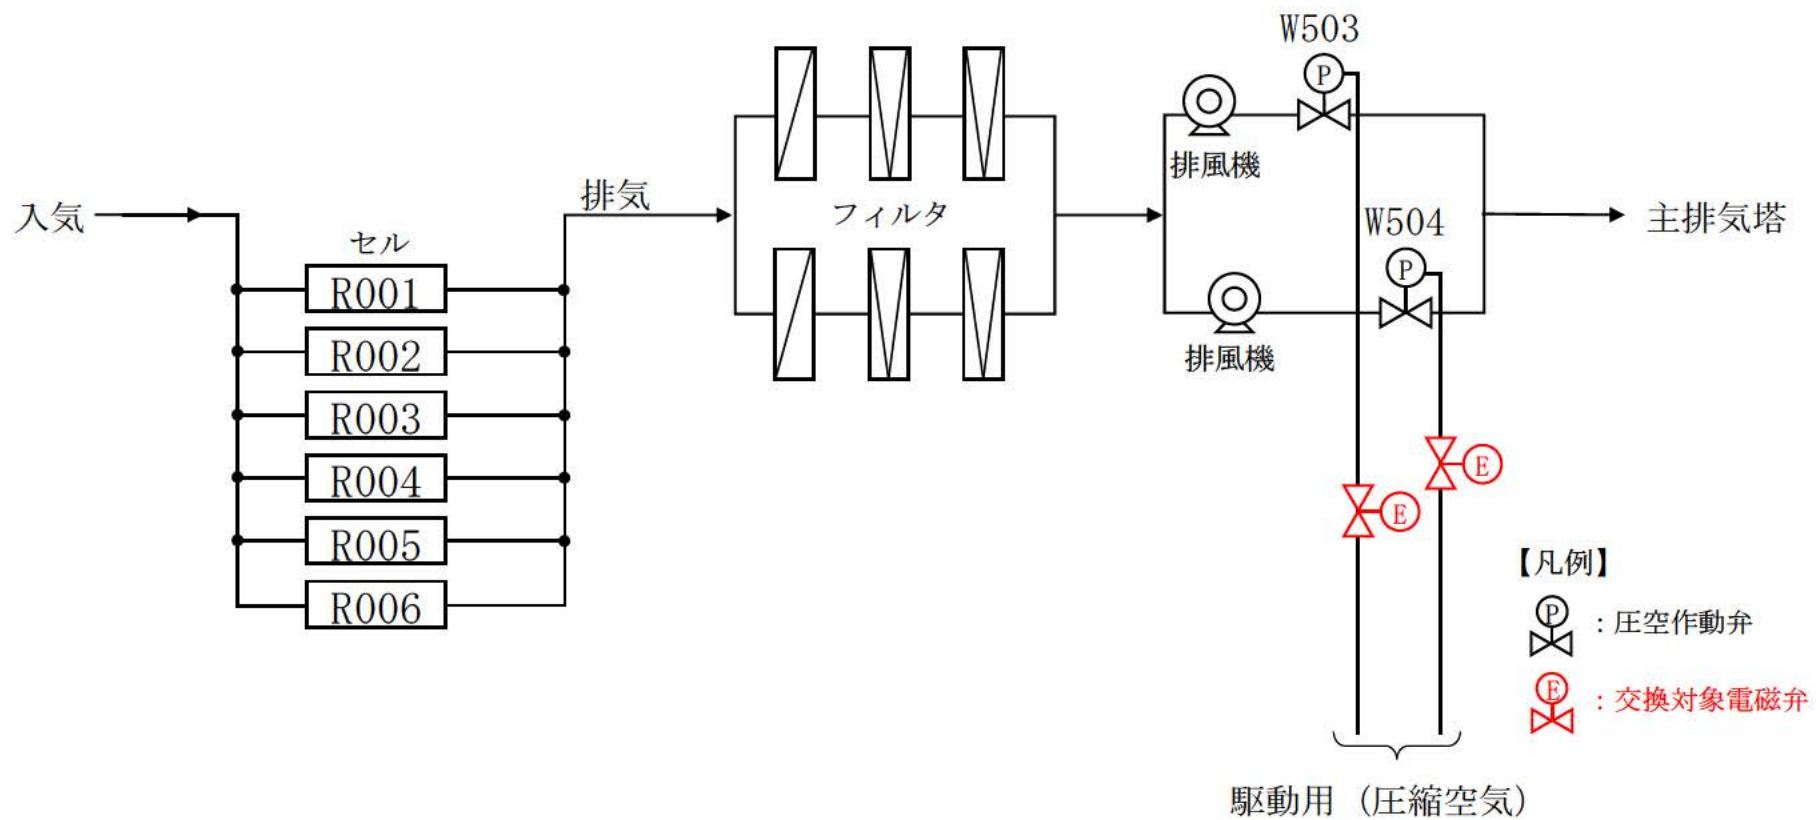 入気
セル
R001
R002
R003
R004
R005
R006
排気
フィルタ
W503
P
排風機
W504
P
排風機
主排気塔
E
E
駆動用（圧縮空気）
【凡例】
P ：圧空作動弁
E ：交換対象電磁弁